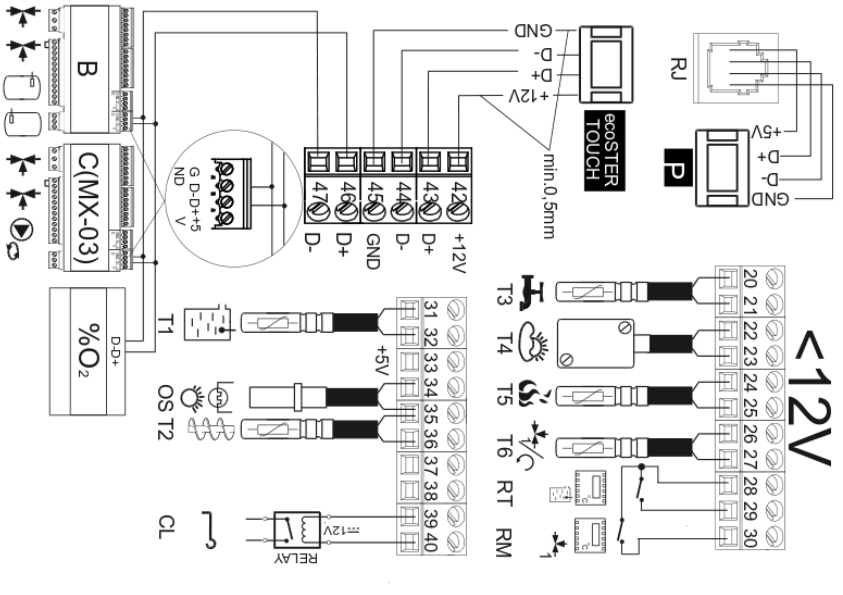 GND
D-
D+
+12V
ecoSTER
TOUCH
min.0,5mm
RJ
+5V
D+
D-
GND
P
B
C(MX-03)
G D-D++5
ND V
47 46 45 44 43 42
D- D+ GND D- D+ +12V
%O2
D-D+
T1
31
32
33
+5V
34
OS
35
T2
36
37
38
CL
39
40
RELAY
12V
<12V
T3
20
21
T4
22
23
T5
24
25
T6
26
27
RT
°C
28
29
RM
°C
30
1